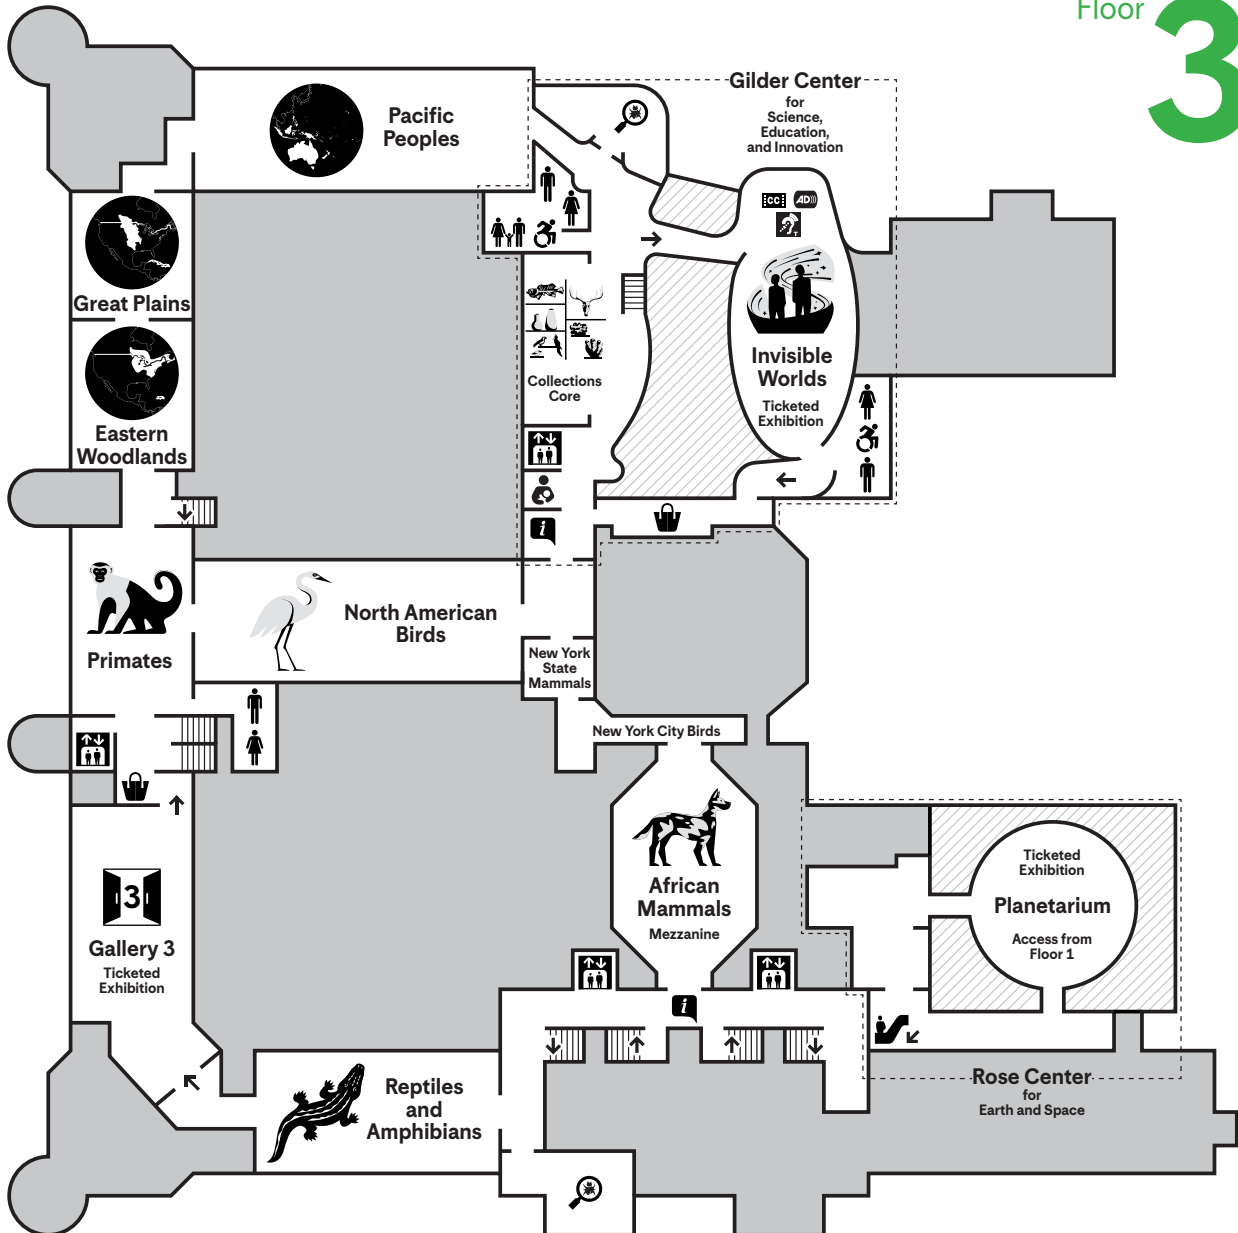 Floor
3
Gilder Center
for
Science,
Education,
and Innovation
Pacific
Peoples
CC
AD
Great Plains
Eastern
Woodlands
Collections
Core
Invisible
Worlds
Ticketed
Exhibition
i
North American
Birds
Primates
New York
State
Mammals
New York City Birds
African
Mammals
Mezzanine
3
Gallery 3
Ticketed
Exhibition
Ticketed
Exhibition
Planetarium
Access from
Floor 1
i
Reptiles
and
Amphibians
Rose Center
for
Earth and Space